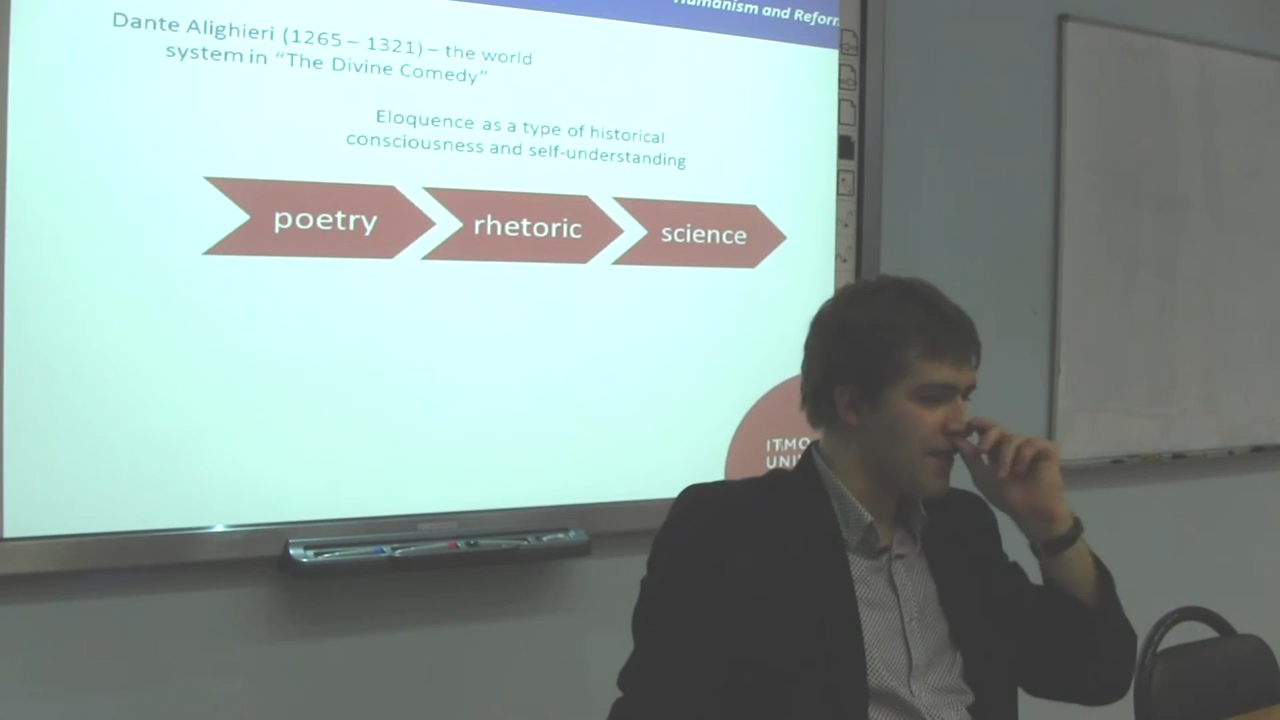 Humanism and Reform
Dante Alighieri (1265 – 1321) – the world
system in “The Divine Comedy”
Eloquence as a type of historical
consciousness and self-understanding
poetry
rhetoric
science
ITMO
UNI